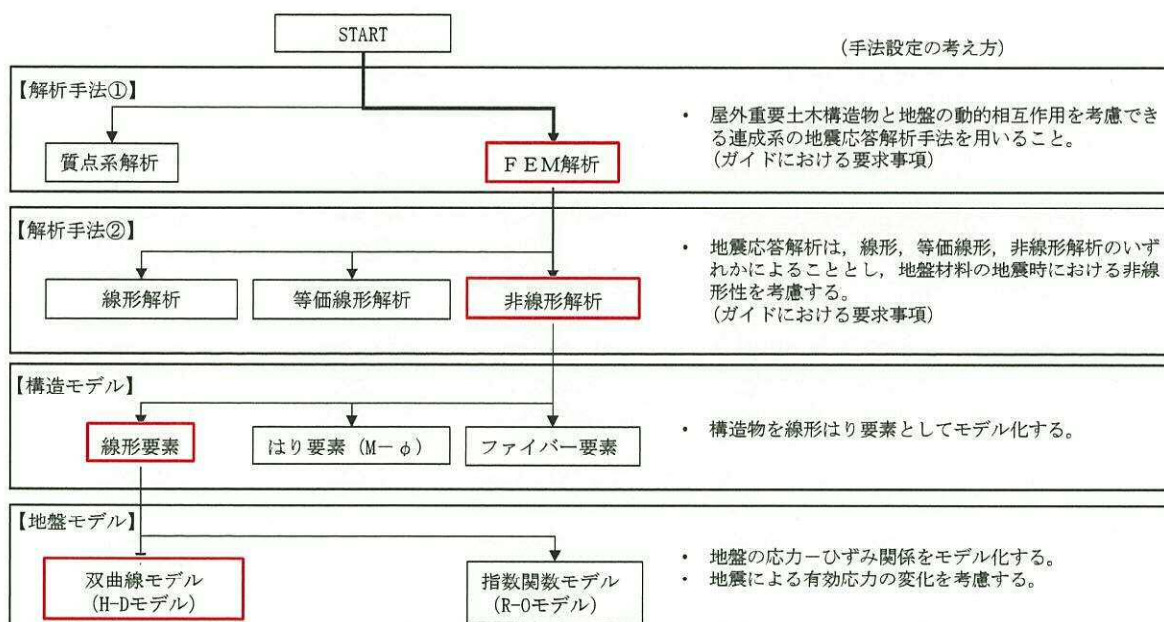 START
(手法設定の考え方)
【解析手法①】
質点系解析
FEM解析
・ 屋外重要土木構造物と地盤の動的相互作用を考慮でき
る連成系の地震応答解析手法を用いること。
(ガイドにおける要求事項)
【解析手法②】
線形解析
等価線形解析
非線形解析
・ 地震応答解析は,線形,等価線形,非線形解析のいず
れかによることとし,地盤材料の地震時における非線
形性を考慮する。
(ガイドにおける要求事項)
【構造モデル】
線形要素
はり要素 (M-φ)
ファイバー要素
・ 構造物を線形はり要素としてモデル化する。
【地盤モデル】
双曲線モデル
(H-Dモデル)
指数関数モデル
(R-Oモデル)
・ 地盤の応力-ひずみ関係をモデル化する。
・ 地震による有効応力の変化を考慮する。